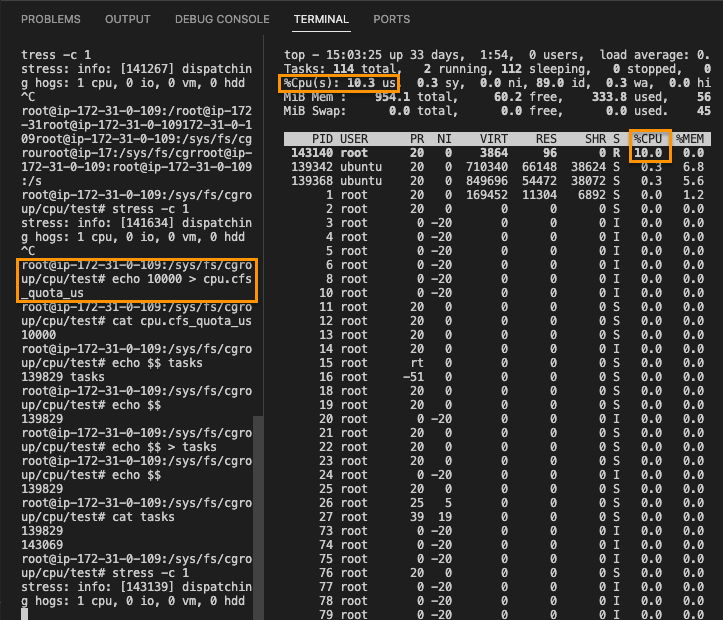 PROBLEMS OUTPUT DEBUG CONSOLE TERMINAL PORTS
tress -c 1
stress: info: [141267] dispatchin
g hogs: 1 cpu, 0 io, 0 vm, 0 hdd
^C
root@ip-172-31-0-109:/root@ip-172
-31root@ip-172-31-0-109172-31-0-1
09root@ip-172-31-0-109:/sys/fs/cg
rouroot@ip-17:/sys/fs/cgrroot@ip-
172-31-0-109:root@ip-172-31-0-109
:/s
root@ip-172-31-0-109:/sys/fs/cgro
up/cpu/test# stress -c 1
stress: info: [141634] dispatchin
g hogs: 1 cpu, 0 io, 0 vm, 0 hdd
^C
root@ip-172-31-0-109:/sys/fs/cgro
up/cpu/test# echo 10000 > cpu.cfs
_quota_us
root@ip-172-31-0-109:/sys/fs/cgro
up/cpu/test# cat cpu.cfs_quota_us
10000
root@ip-172-31-0-109:/sys/fs/cgro
up/cpu/test# echo $$ tasks
139829 tasks
root@ip-172-31-0-109:/sys/fs/cgro
up/cpu/test# echo $$
139829
root@ip-172-31-0-109:/sys/fs/cgro
up/cpu/test# echo $$ > tasks
root@ip-172-31-0-109:/sys/fs/cgro
up/cpu/test# echo $$
139829
root@ip-172-31-0-109:/sys/fs/cgro
up/cpu/test# cat tasks
139829
143069
root@ip-172-31-0-109:/sys/fs/cgro
up/cpu/test# stress -c 1
stress: info: [143139] dispatchin
g hogs: 1 cpu, 0 io, 0 vm, 0 hdd
top - 15:03:25 up 33 days, 1:54, 0 users, load average: 0.
Tasks: 114 total, 2 running, 112 sleeping, 0 stopped, 0
%Cpu(s): 10.3 us, 0.3 sy, 0.0 ni, 89.0 id, 0.3 wa, 0.0 hi
MiB Mem : 954.1 total, 60.2 free, 333.8 used, 56
MiB Swap: 0.0 total, 0.0 free, 0.0 used. 45
PID USER PR NI VIRT RES SHR S %CPU %MEM
143140 root 20 0 3864 96 0 R 10.0 0.0
139342 ubuntu 20 0 710340 66148 38624 S 0.3 6.8
139368 ubuntu 20 0 849696 54472 38072 S 0.3 5.6
1 root 20 0 169452 11304 6892 S 0.0 1.2
2 root 20 0 0 0 0 S 0.0 0.0
3 root 0 -20 0 0 0 I 0.0 0.0
4 root 0 -20 0 0 0 I 0.0 0.0
5 root 0 -20 0 0 0 I 0.0 0.0
6 root 0 -20 0 0 0 I 0.0 0.0
8 root 0 -20 0 0 0 I 0.0 0.0
10 root 0 -20 0 0 0 I 0.0 0.0
11 root 20 0 0 0 0 S 0.0 0.0
12 root 20 0 0 0 0 S 0.0 0.0
13 root 20 0 0 0 0 S 0.0 0.0
14 root 20 0 0 0 0 I 0.0 0.0
15 root rt 0 0 0 0 S 0.0 0.0
16 root -51 0 0 0 0 S 0.0 0.0
18 root 20 0 0 0 0 S 0.0 0.0
19 root 20 0 0 0 0 S 0.0 0.0
20 root 0 -20 0 0 0 I 0.0 0.0
21 root 20 0 0 0 0 S 0.0 0.0
22 root 20 0 0 0 0 S 0.0 0.0
23 root 20 0 0 0 0 S 0.0 0.0
24 root 0 -20 0 0 0 I 0.0 0.0
25 root 20 0 0 0 0 S 0.0 0.0
26 root 25 5 0 0 0 S 0.0 0.0
27 root 39 19 0 0 0 S 0.0 0.0
73 root 0 -20 0 0 0 I 0.0 0.0
74 root 0 -20 0 0 0 I 0.0 0.0
75 root 0 -20 0 0 0 I 0.0 0.0
76 root 20 0 0 0 0 S 0.0 0.0
77 root 0 -20 0 0 0 I 0.0 0.0
78 root 0 -20 0 0 0 I 0.0 0.0
79 root 0 -20 0 0 0 I 0.0 0.0